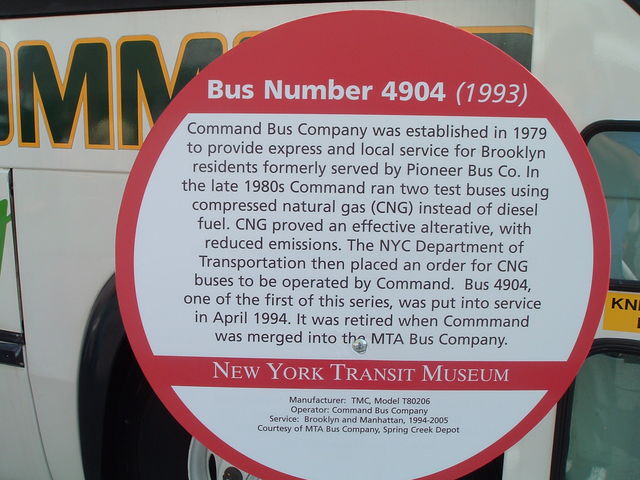 OMM
Bus Number 4904 (1993)
Command Bus Company was established in 1979
to provide express and local service for Brooklyn
residents formerly served by Pioneer Bus Co. In
the late 1980s Command ran two test buses using
compressed natural gas (CNG) instead of diesel
fuel. CNG proved an effective alterative, with
reduced emissions. The NYC Department of
Transportation then placed an order for CNG
buses to be operated by Command. Bus 4904,
one of the first of this series, was put into service
in April 1994. It was retired when Commmand
was merged into the MTA Bus Company.
KN
NEW YORK TRANSIT MUSEUM
Manufacturer: TMC, Model T80206
Operator: Command Bus Company
Service: Brooklyn and Manhattan, 1994-2005
Courtesy of MTA Bus Company, Spring Creek Depot